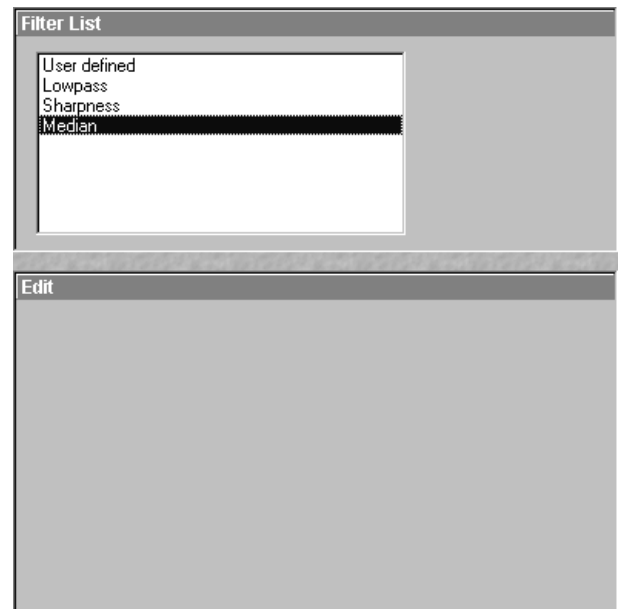 Filter List
User defined
Lowpass
Sharpness
Median
Edit